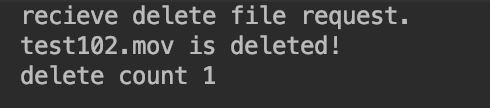 recieve delete file request.
test102.mov is deleted!
delete count 1